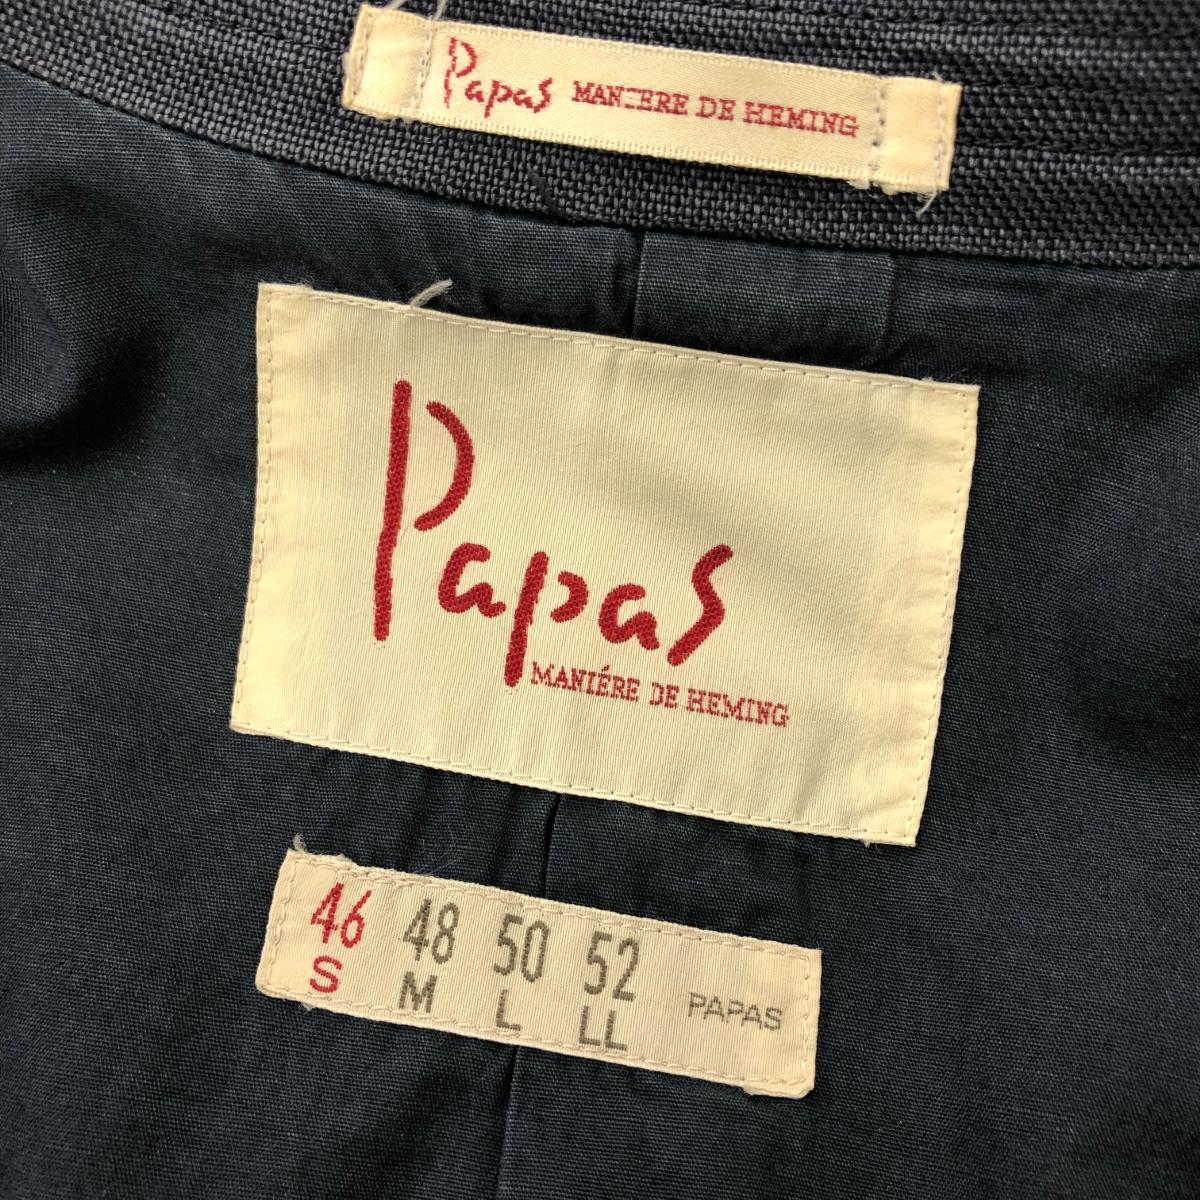 Papas MANIERE DE HEMING
Papas
MANIÉRE DE HEMING
46 48 50 52
S M L LL PAPAS